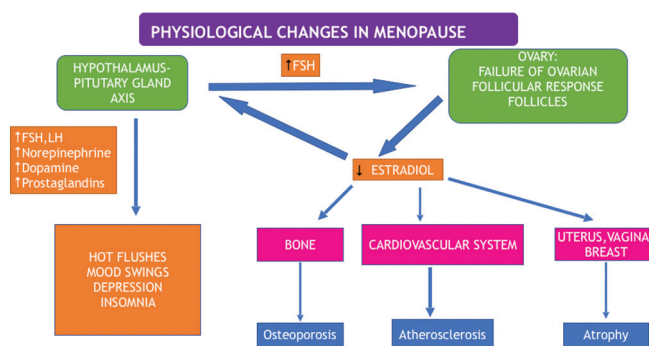 PHYSIOLOGICAL CHANGES IN MENOPAUSE
HYPOTHALAMUS-
PITUTARY GLAND
AXIS
↑FSH
OVARY:
FAILURE OF OVARIAN
FOLLICULAR RESPONSE
FOLLICLES
↑FSH,LH
↑Norepinephrine
↑Dopamine
↑Prostaglandins
↓ ESTRADIOL
HOT FLUSHES
MOOD SWINGS
DEPRESSION
INSOMNIA
BONE
CARDIOVASCULAR SYSTEM
UTERUS,VAGINA
BREAST
Osteoporosis
Atherosclerosis
Atrophy